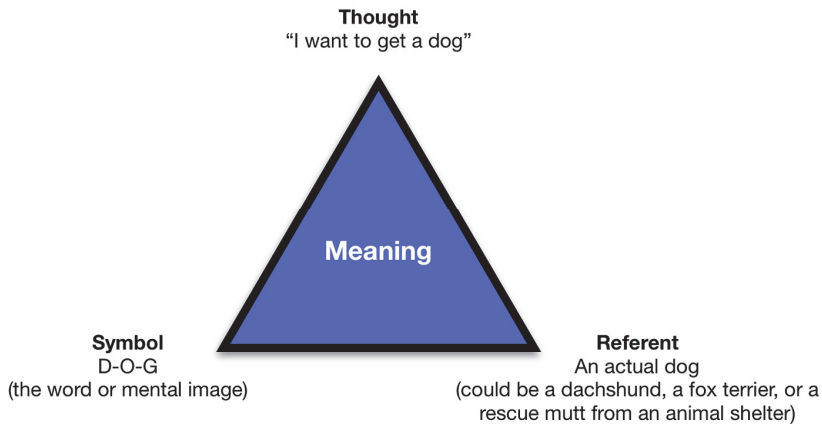 Thought
“I want to get a dog”
Meaning
Symbol
D-O-G
(the word or mental image)
Referent
An actual dog
(could be a dachshund, a fox terrier, or a
rescue mutt from an animal shelter)